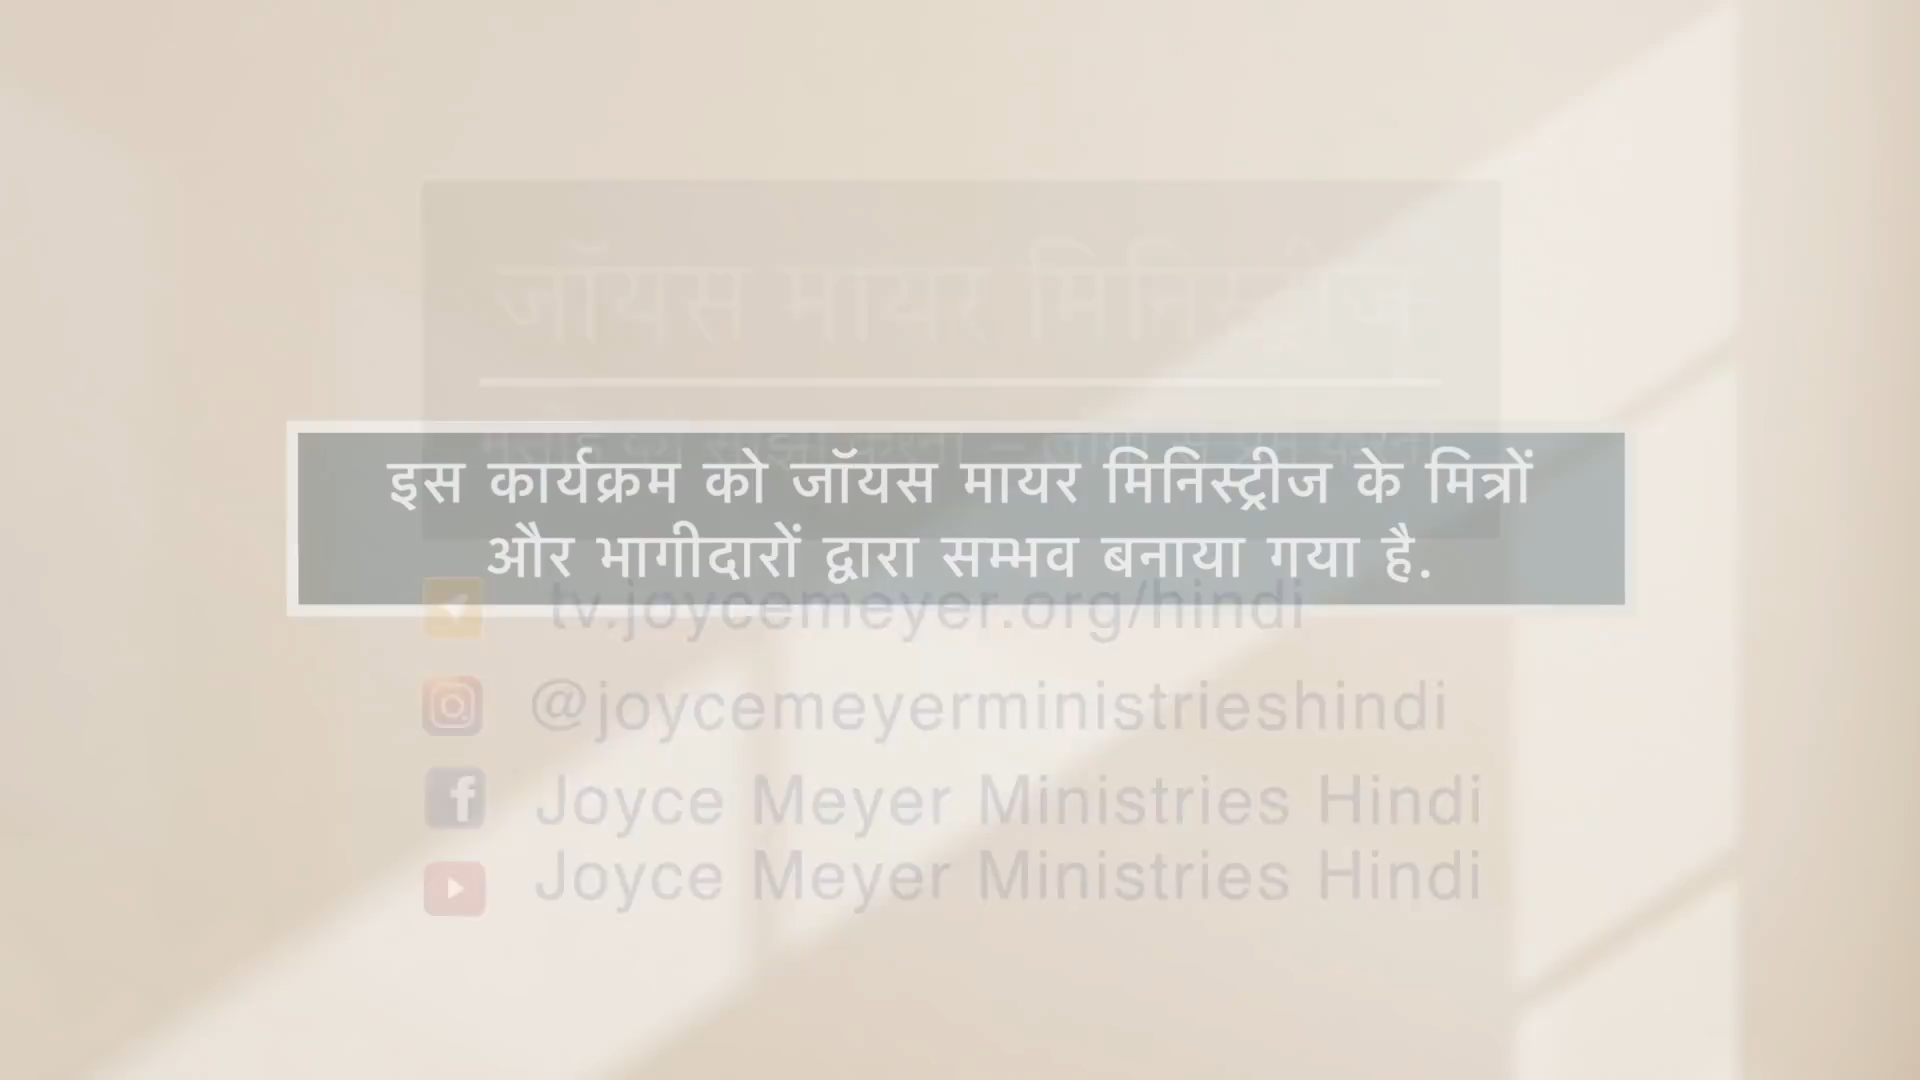 जॉयस मायर मिनिस्ट्रीज
इस कार्यक्रम को जॉयस मायर मिनिस्ट्रीज के मित्रों
और भागीदारों द्वारा सम्भव बनाया गया है.
tv.joycemeyer.org/hindi
@joycemeyerministrieshindi
Joyce Meyer Ministries Hindi
Joyce Meyer Ministries Hindi